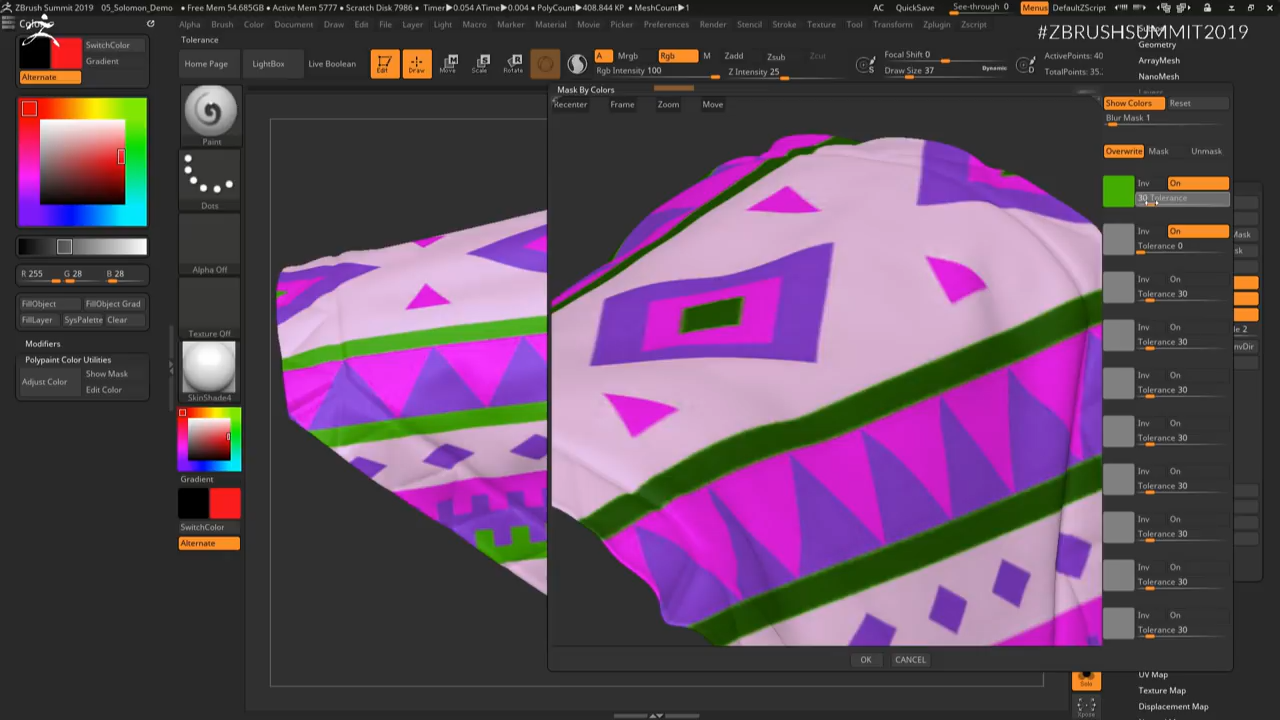 ZBrush Summit 2019 05_Solomon_Demo • Free Mem 54.685GB • Active Mem 5777 • Scratch Disk 7986 • Timer▶0.054 ATime▶0.004 • PolyCount▶408.844 KP • MeshCount▶1 AC QuickSave See-through 0 Menus DefaultZScript
#ZBRUSHSUMMIT2019
Alpha Brush Color Document Draw Edit File Layer Light Macro Marker Material Movie Picker Preferences Render Stencil Stroke Texture Tool Transform Zplugin Zscript
Tolerance
SwitchColor
Gradient
Alternate
Home Page LightBox Live Boolean Edit Draw Move Scale Rotate
A Mrgb Rgb M Zadd Zsub Zcut
Rgb Intensity 100 Z Intensity 25
Focal Shift 0
Draw Size 37 Dynamic
S D
ActivePoints: 40
TotalPoints: 35..
Geometry
ArrayMesh
NanoMesh
Layers
Paint
Dots
Alpha Off
Texture Off
SkinShade4
Gradient
SwitchColor
Alternate
R 255 G 28 B 28
FillObject FillObject Grad
FillLayer SysPalette Clear
Modifiers
Polypaint Color Utilities
Adjust Color Show Mask
Edit Color
Mask By Colors
Recenter Frame Zoom Move
Show Colors Reset
Blur Mask 1
Overwrite Mask Unmask
Inv On
30 Tolerance
Inv On
Tolerance 0
Inv On
Tolerance 30
Inv On
Tolerance 30
Inv On
Tolerance 30
Inv On
Tolerance 30
Inv On
Tolerance 30
Inv On
Tolerance 30
Inv On
Tolerance 30
Inv On
Tolerance 30
OK CANCEL
Solo
Xpose
UV Map
Texture Map
Displacement Map